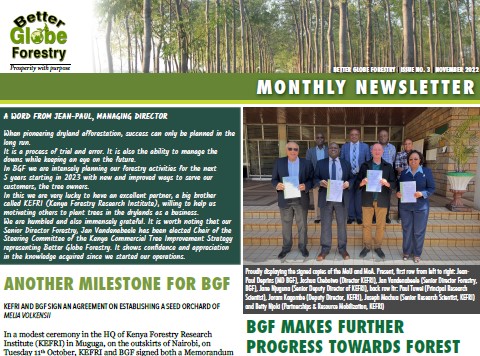 Better
Globe
Forestry
Prosperity with purpose
BETTER GLOBE FORESTRY | ISSUE NO. 3 | NOVEMBER 2022
MONTHLY NEWSLETTER
A WORD FROM JEAN-PAUL, MANAGING DIRECTOR
When pioneering dryland afforestation, success can only be planned in the
long run.
It is a process of trial and error. It is also the ability to manage the
downs while keeping an eye on the future.
In BGF we are intensely planning our forestry activities for the next
5 years starting in 2023 with new and improved ways to serve our
customers, the tree owners.
In this we are very lucky to have an excellent partner, a big brother
called KEFRI (Kenya Forestry Research Institute), willing to help us
motivating others to plant trees in the drylands as a business.
We are humbled and also immensely grateful. It is worth noting that our
Senior Director Forestry, Jan Vandenabeele has been elected Chair of the
Steering Committee of the Kenya Commercial Tree Improvement Strategy
representing Better Globe Forestry. It shows confidence and appreciation
in the knowledge acquired since we started our operations.
ANOTHER MILESTONE FOR BGF
KEFRI AND BGF SIGN AN AGREEMENT ON ESTABLISHING A SEED ORCHARD OF
MELIA VOLKENSII
In a modest ceremony in the HQ of Kenya Forestry Research
Institute (KEFRI) in Muguga, on the outskirts of Nairobi, on
Tuesday 11th October, KEFRI and BGF signed both a Memorandum
Proudly displaying the signed copies of the MoU and MoA. Present, first row from left to right: Jean-
Paul Deprins (MD BGF), Joshua Cheboiwo (Director KEFRI), Jan Vandenabeele (Senior Director Forestry,
BGF), Jane Njuguna (Senior Deputy Director of KEFRI), back row ltr: Paul Tuwei (Principal Research
Scientist), Joram Kagombe (Deputy Director, KEFRI), Joseph Machua (Senior Research Scientist, KEFRI)
and Betty Njoki (Partnerships & Resource Mobilization, KEFRI)
BGF MAKES FURTHER
PROGRESS TOWARDS FOREST